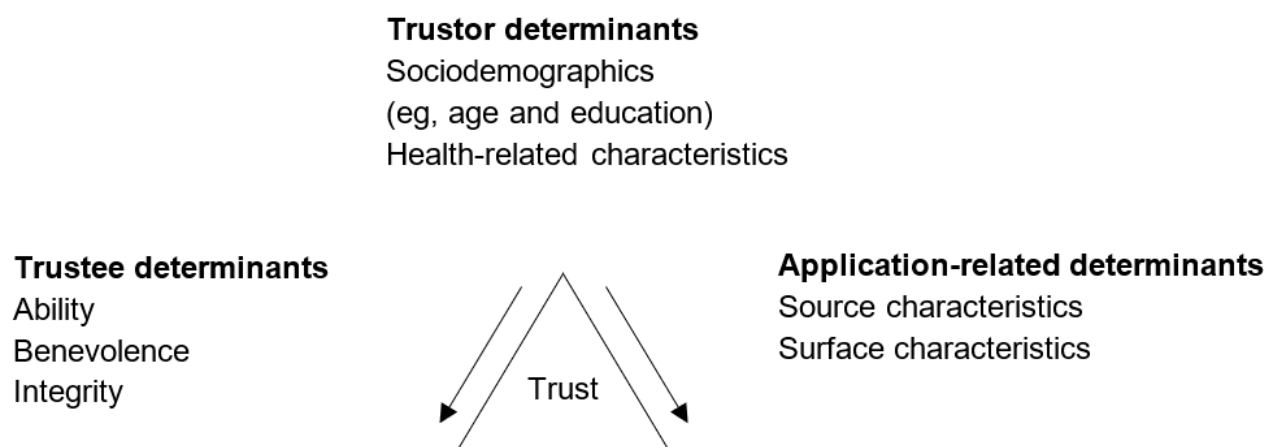 Trustor determinants
Sociodemographics
(eg, age and education)
Health-related characteristics
Trustee determinants
Ability
Benevolence
Integrity
Application-related determinants
Source characteristics
Surface characteristics
Trust